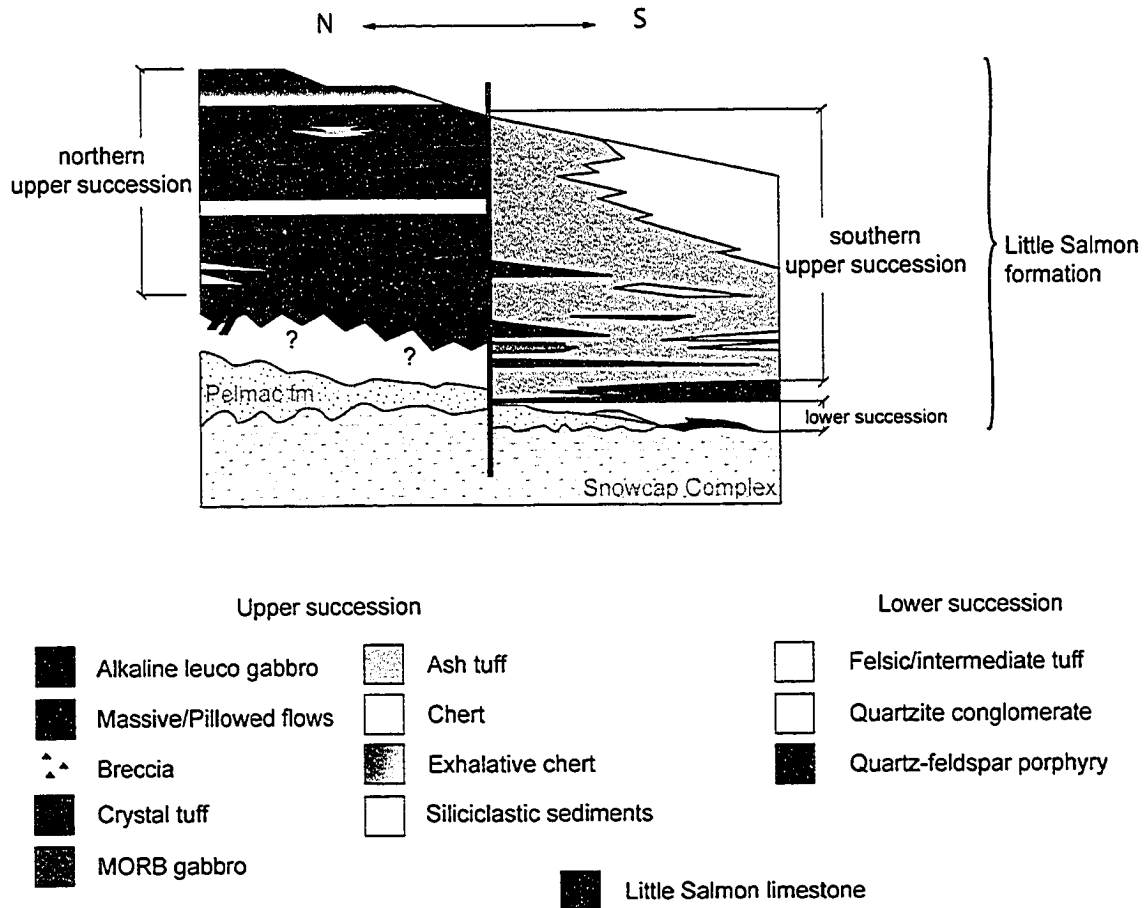 N S
northern
upper succession
southern
upper succession
Little Salmon
formation
? ?
Pelmac fm
lower succession
Snowcap Complex
Upper succession
Alkaline leuco gabbro
Massive/Pillowed flows
Breccia
Crystal tuff
MORB gabbro
Ash tuff
Chert
Exhalative chert
Siliciclastic sediments
Lower succession
Felsic/intermediate tuff
Quartzite conglomerate
Quartz-feldspar porphyry
Little Salmon limestone